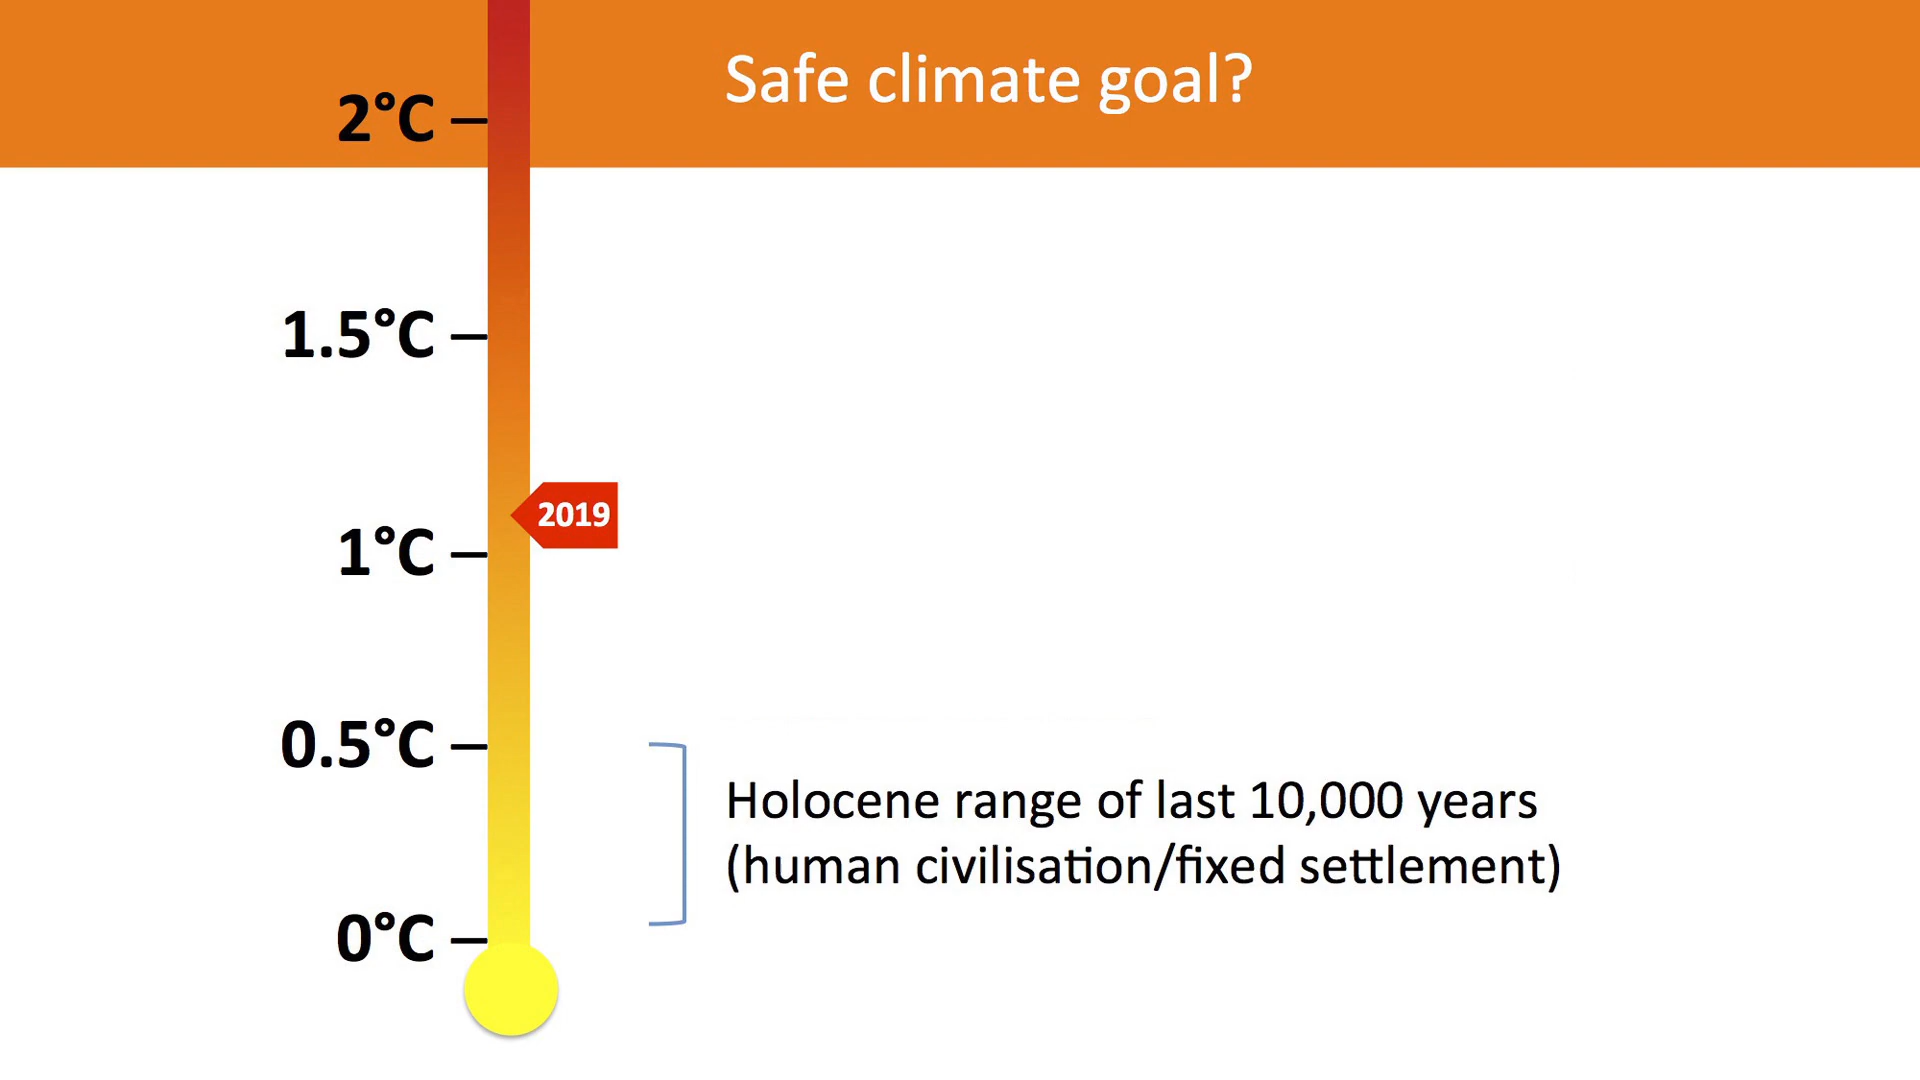 Safe climate goal?
2°C
1.5°C
2019
1°C
0.5°C
Holocene range of last 10,000 years
(human civilisation/fixed settlement)
0°C